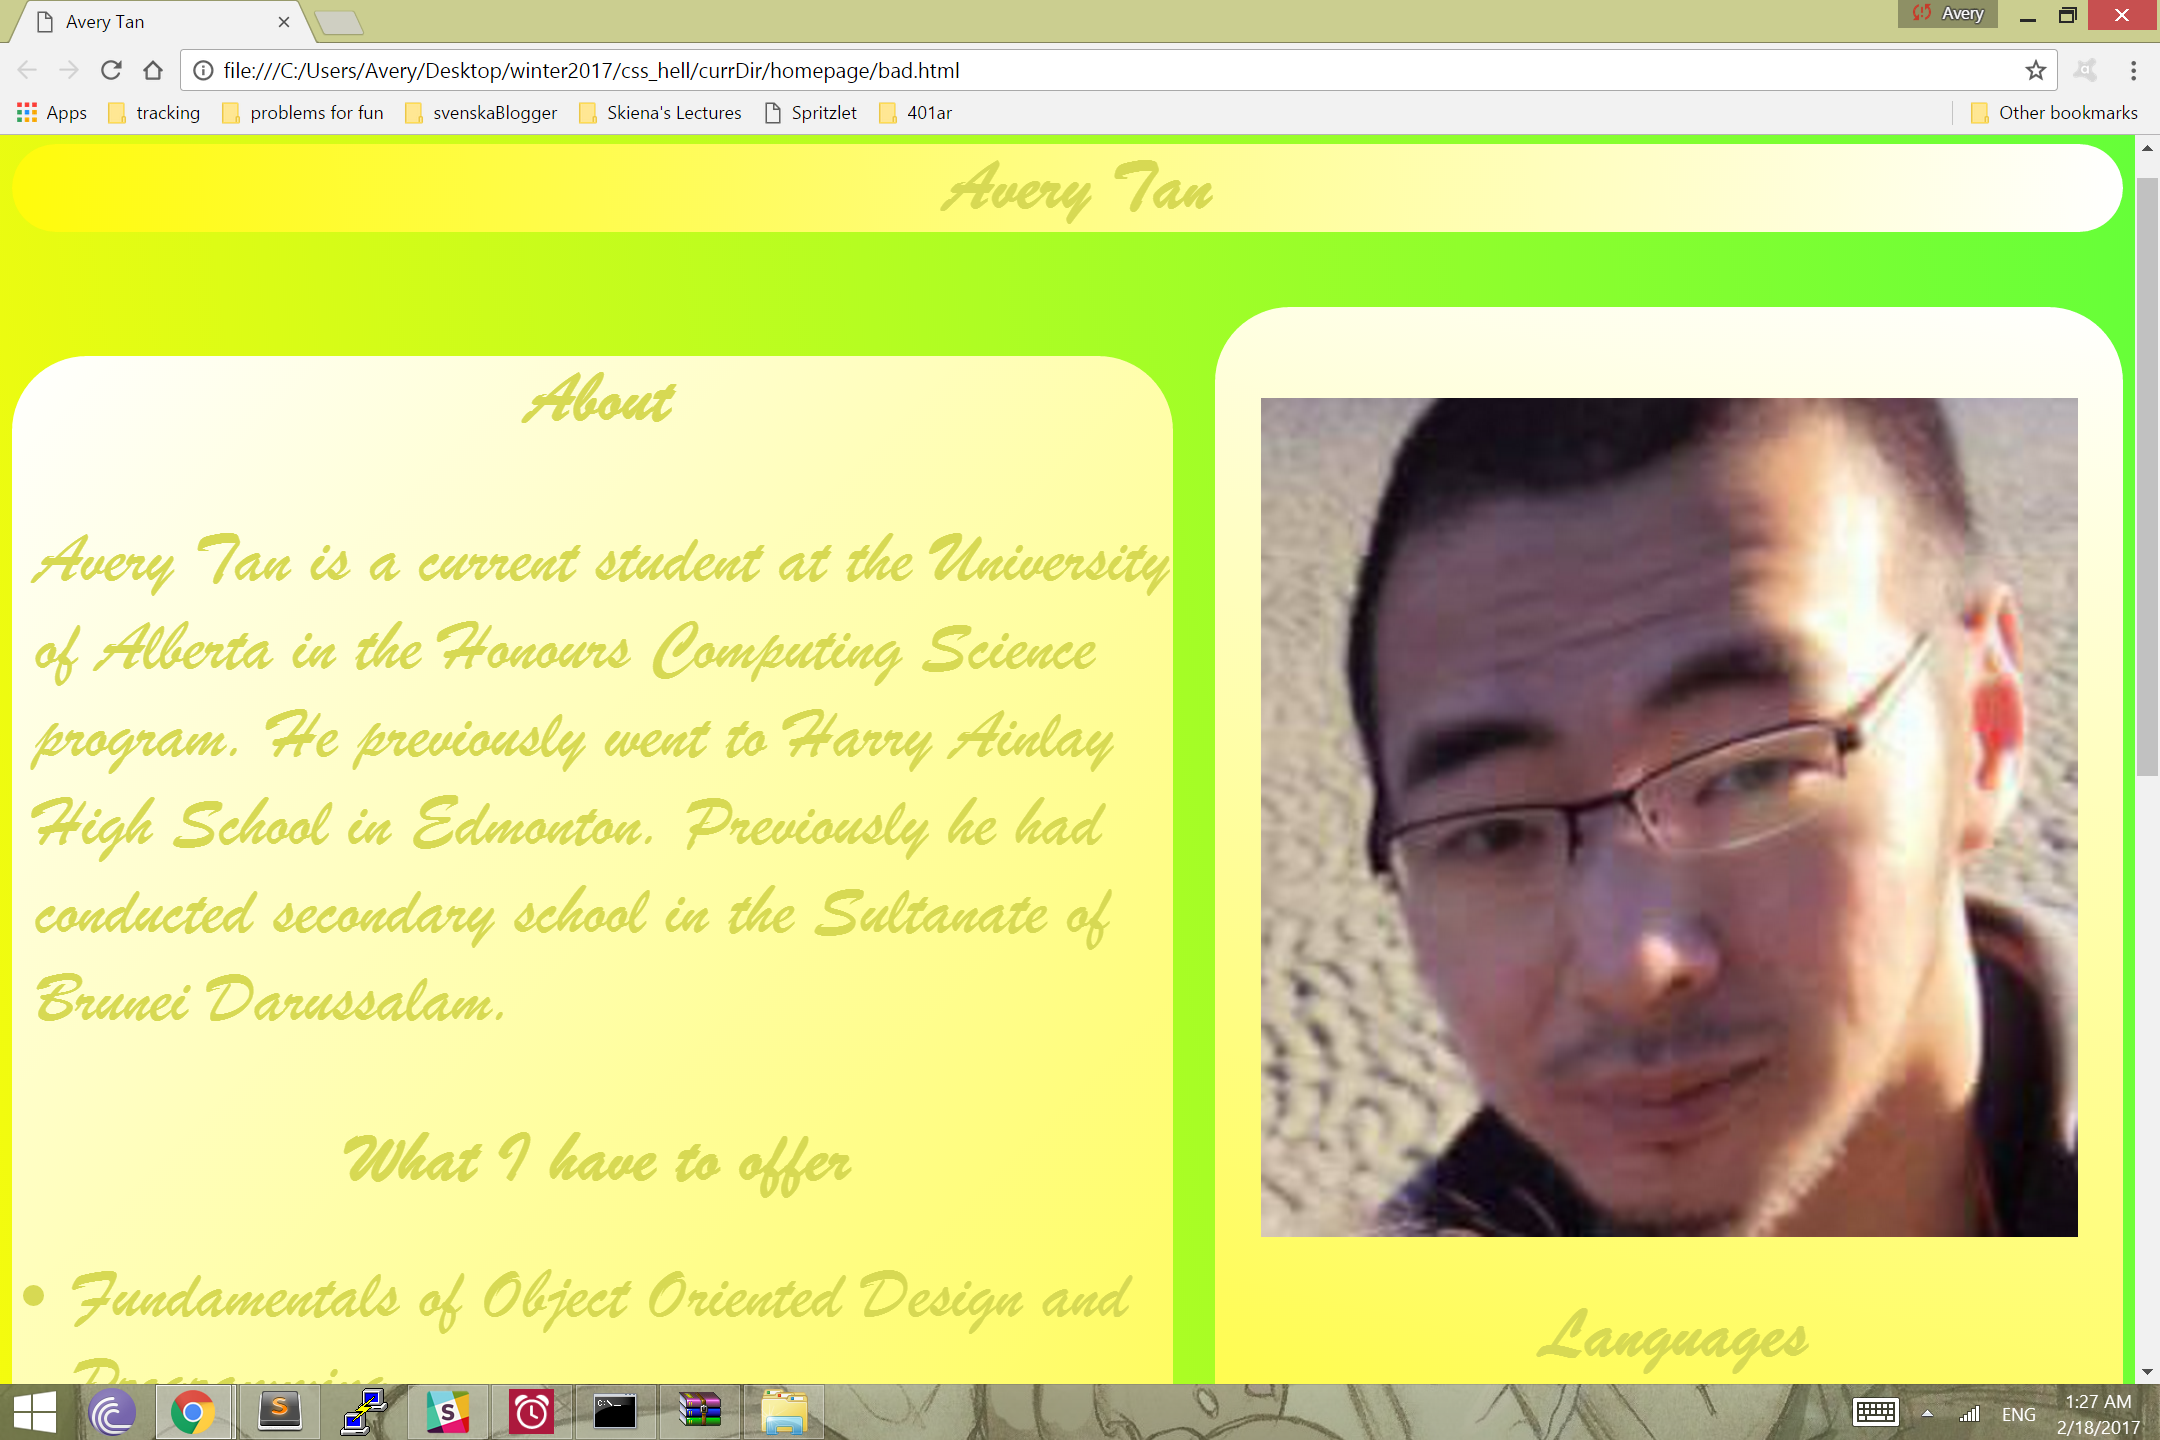 Avery Tan
Avery
file:///C:/Users/Avery/Desktop/winter2017/css_hell/currDir/homepage/bad.html
Apps tracking problems for fun svenskaBlogger Skiena's Lectures Spritzlet 401ar Other bookmarks
Avery Tan
About
Avery Tan is a current student at the University
of Alberta in the Honours Computing Science
program. He previously went to Harry Ainlay
High School in Edmonton. Previously he had
conducted secondary school in the Sultanate of
Brunei Darussalam.
What I have to offer
• Fundamentals of Object Oriented Design and
Programming
Languages
ENG
1:27 AM
2/18/2017